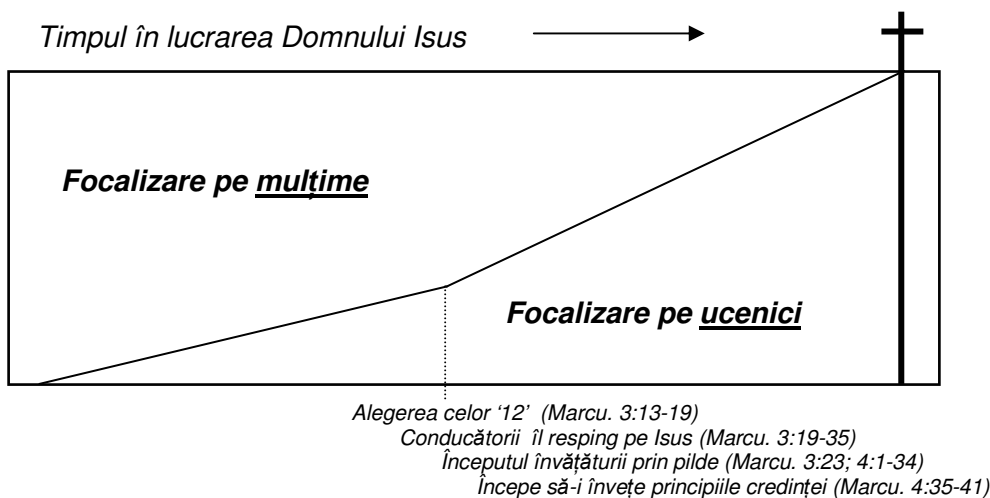 Timpul în lucrarea Domnului Isus
Focalizare pe mulțime
Focalizare pe ucenici
Alegerea celor ‘12’ (Marcu. 3:13-19)
Conducătorii îl resping pe Isus (Marcu. 3:19-35)
Începutul învățăturii prin pilde (Marcu. 3:23; 4:1-34)
Începe să-i învețe principiile credinței (Marcu. 4:35-41)